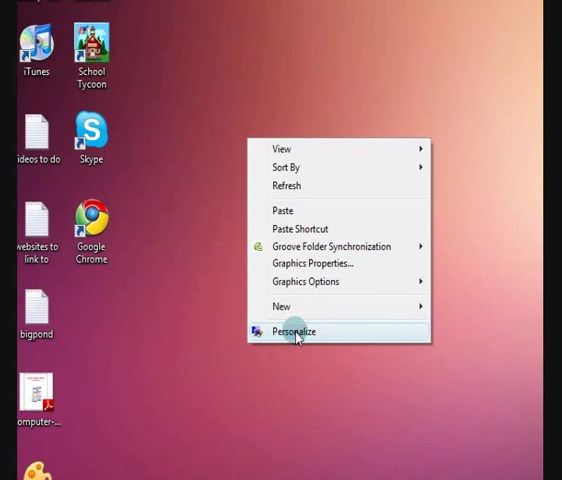 iTunes
School
Tycoon
ideos to do
Skype
websites to
link to
Google
Chrome
bigpond
omputer-...
View
Sort By
Refresh
Paste
Paste Shortcut
Groove Folder Synchronization
Graphics Properties...
Graphics Options
New
Personalize